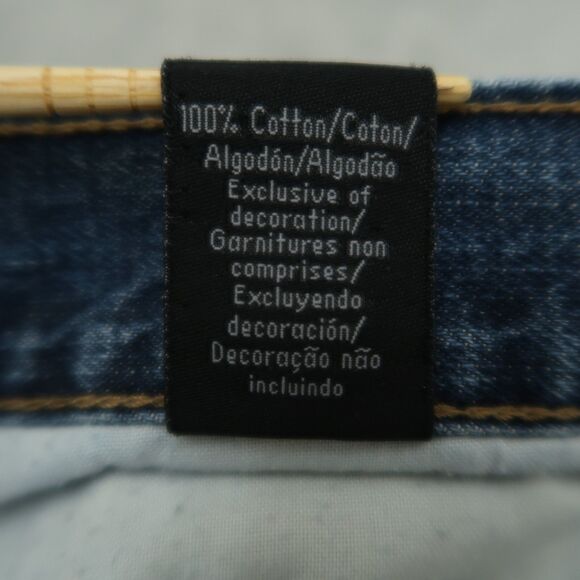 100% Cotton/Coton/
Algodón/Algodão
Exclusive of
decoration/
Garnitures non
comprises/
Excluyendo
decoración/
Decoração não
incluindo